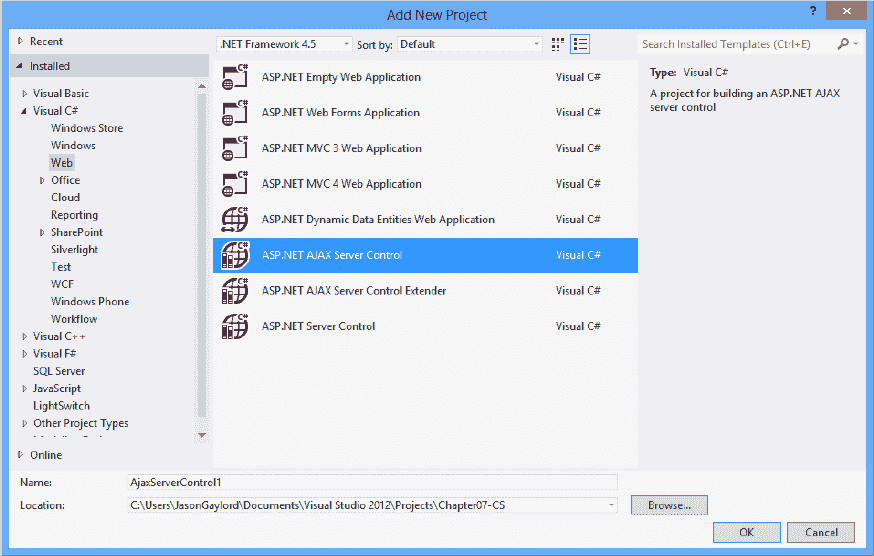 Add New Project
?
Recent
Installed
Visual Basic
Visual C#
Windows Store
Windows
Web
Office
Cloud
Reporting
SharePoint
Silverlight
Test
WCF
Windows Phone
Workflow
Visual C++
Visual F#
SQL Server
JavaScript
LightSwitch
Other Project Types
Online
.NET Framework 4.5 Sort by: Default
ASP.NET Empty Web Application Visual C#
ASP.NET Web Forms Application Visual C#
ASP.NET MVC 3 Web Application Visual C#
ASP.NET MVC 4 Web Application Visual C#
ASP.NET Dynamic Data Entities Web Application Visual C#
ASP.NET AJAX Server Control Visual C#
ASP.NET AJAX Server Control Extender Visual C#
ASP.NET Server Control Visual C#
Search Installed Templates (Ctrl+E)
Type: Visual C#
A project for building an ASP.NET AJAX
server control
Name: AjaxServerControl1
Location: C:\Users\JasonGaylord\Documents\Visual Studio 2012\Projects\Chapter07-CS
Browse...
OK Cancel